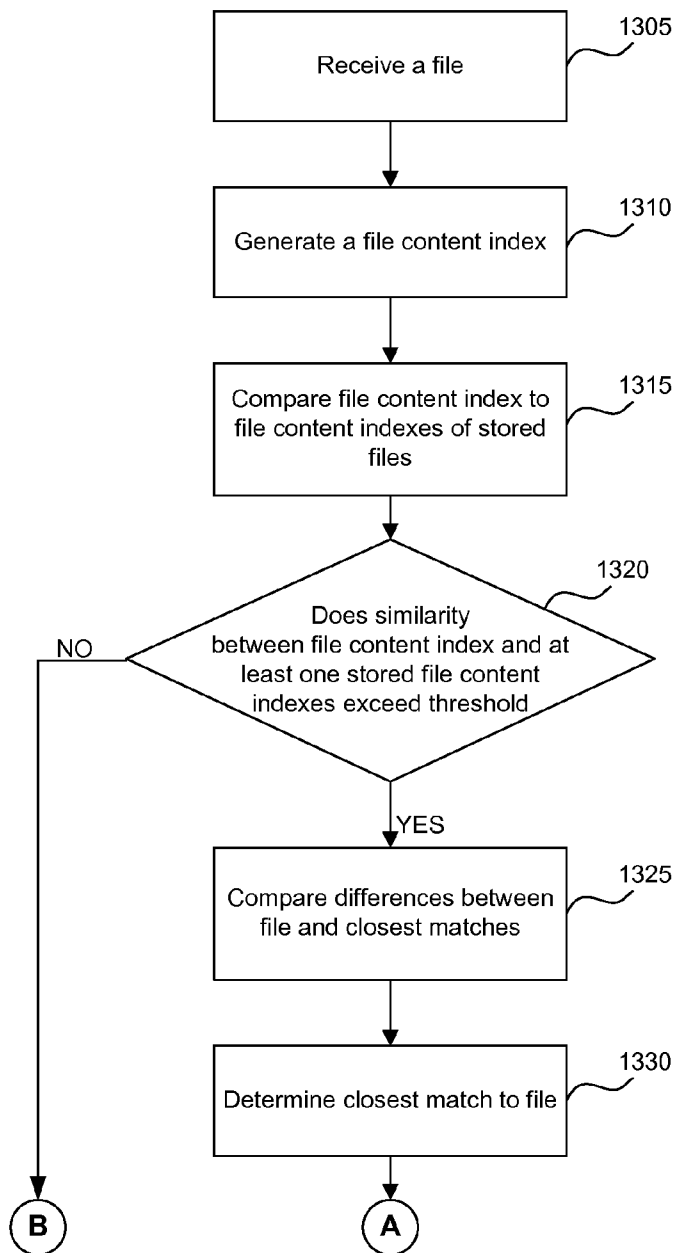 1305
Receive a file
1310
Generate a file content index
1315
Compare file content index to
file content indexes of stored
files
1320
Does similarity
between file content index and at
least one stored file content
indexes exceed threshold
NO
YES
1325
Compare differences between
file and closest matches
1330
Determine closest match to file
B
A